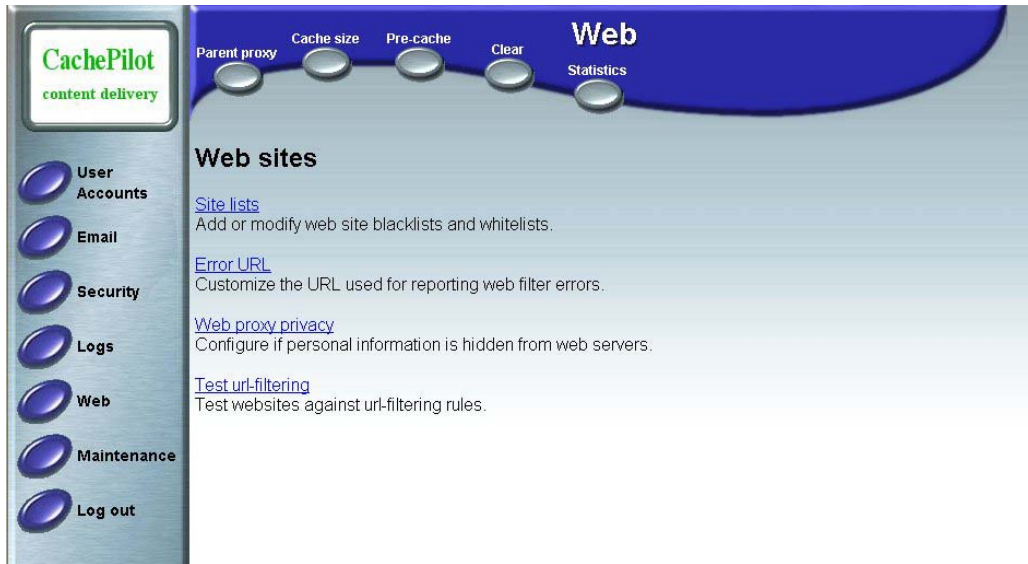 CachePilot
content delivery
Parent proxy
Cache size
Pre-cache
Clear
Web
Statistics
User
Accounts
Email
Security
Logs
Web
Maintenance
Log out
Web sites
Site lists
Add or modify web site blacklists and whitelists.
Error URL
Customize the URL used for reporting web filter errors.
Web proxy privacy
Configure if personal information is hidden from web servers.
Test url-filtering
Test websites against url-filtering rules.